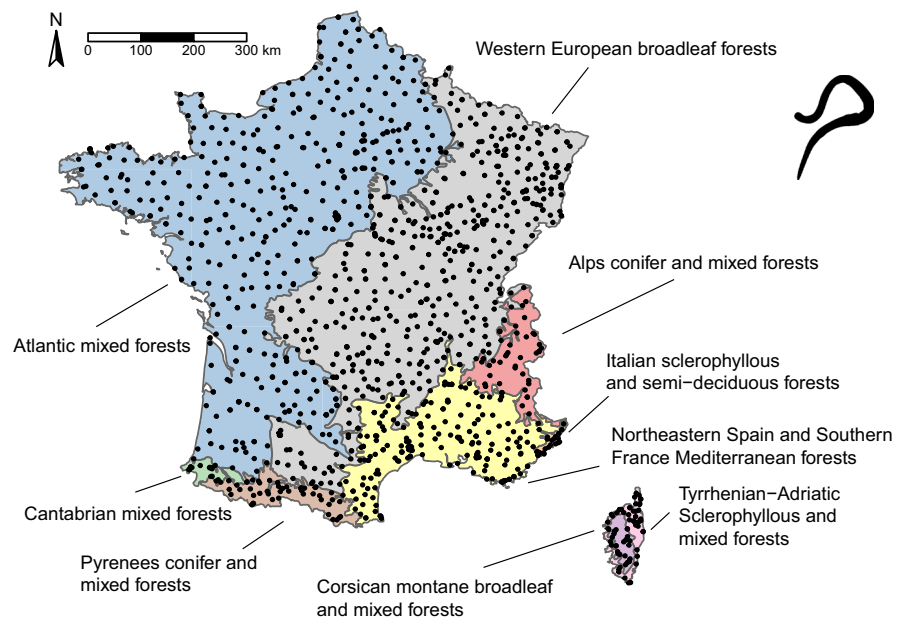 N
0 100 200 300 km
Western European broadleaf forests
Alps conifer and mixed forests
Atlantic mixed forests
Italian sclerophyllous
and semi−deciduous forests
Northeastern Spain and Southern
France Mediterranean forests
Tyrrhenian−Adriatic
Sclerophyllous and
mixed forests
Cantabrian mixed forests
Pyrenees conifer and
mixed forests
Corsican montane broadleaf
and mixed forests